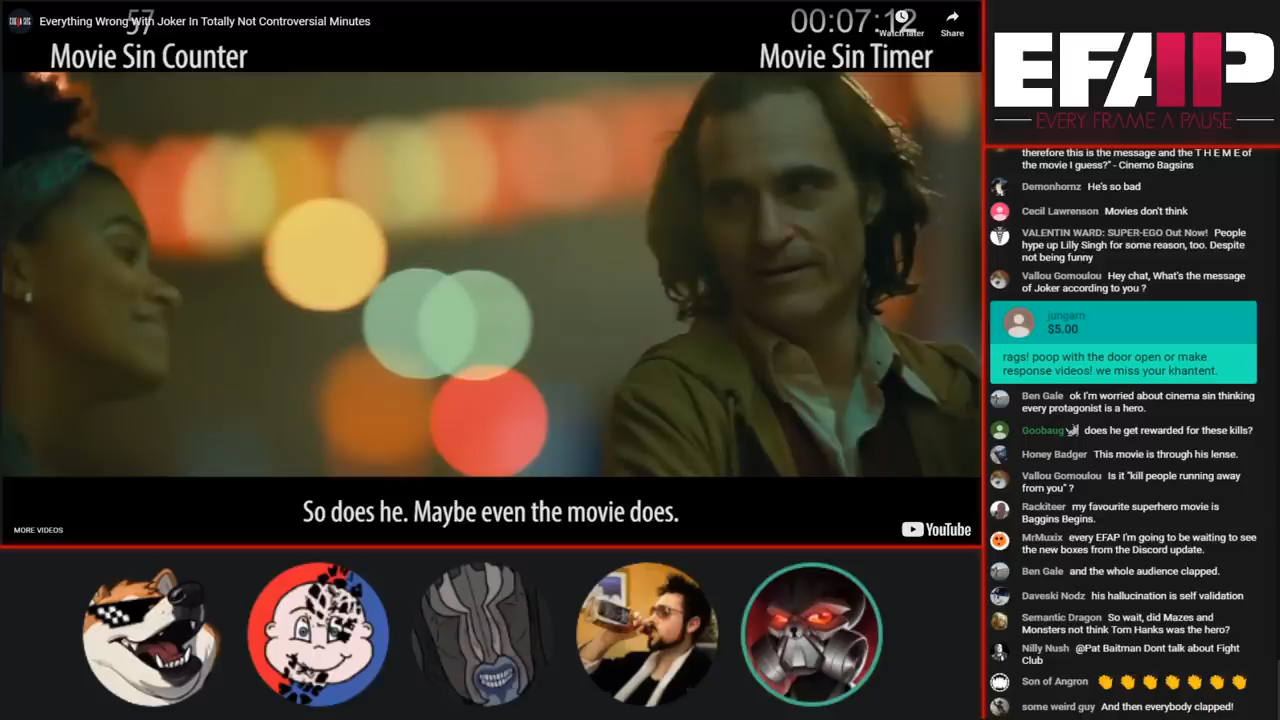 Everything Wrong With Joker In Totally Not Controversial Minutes
57
Movie Sin Counter
00:07:12
Watch later
Share
Movie Sin Timer
So does he. Maybe even the movie does.
MORE VIDEOS
YouTube
EFAP
EVERY FRAME A PAUSE
therefore this is the message and the T H E M E of
the movie I guess?" - Cinemo Bagsins
Demonhornz He's so bad
Cecil Lawrenson Movies don't think
VALENTIN WARD: SUPER-EGO Out Now! People
hype up Lilly Singh for some reason, too. Despite
not being funny
Vallou Gomoulou Hey chat, What's the message
of Joker according to you ?
jungarn
$5.00
rags! poop with the door open or make
response videos! we miss your khantent.
Ben Gale ok I'm worried about cinema sin thinking
every protagonist is a hero.
Goobaug does he get rewarded for these kills?
Honey Badger This movie is through his lense.
Vallou Gomoulou Is it "kill people running away
from you" ?
Rackiteer my favourite superhero movie is
Baggins Begins.
MrMuxix every EFAP I'm going to be waiting to see
the new boxes from the Discord update.
Ben Gale and the whole audience clapped.
Daveski Nodz his hallucination is self validation
Semantic Dragon So wait, did Mazes and
Monsters not think Tom Hanks was the hero?
Nilly Nush @Pat Baitman Dont talk about Fight
Club
Son of Angron 👏 👏 👏 👏 👏 👏 👏
some weird guy And then everybody clapped!